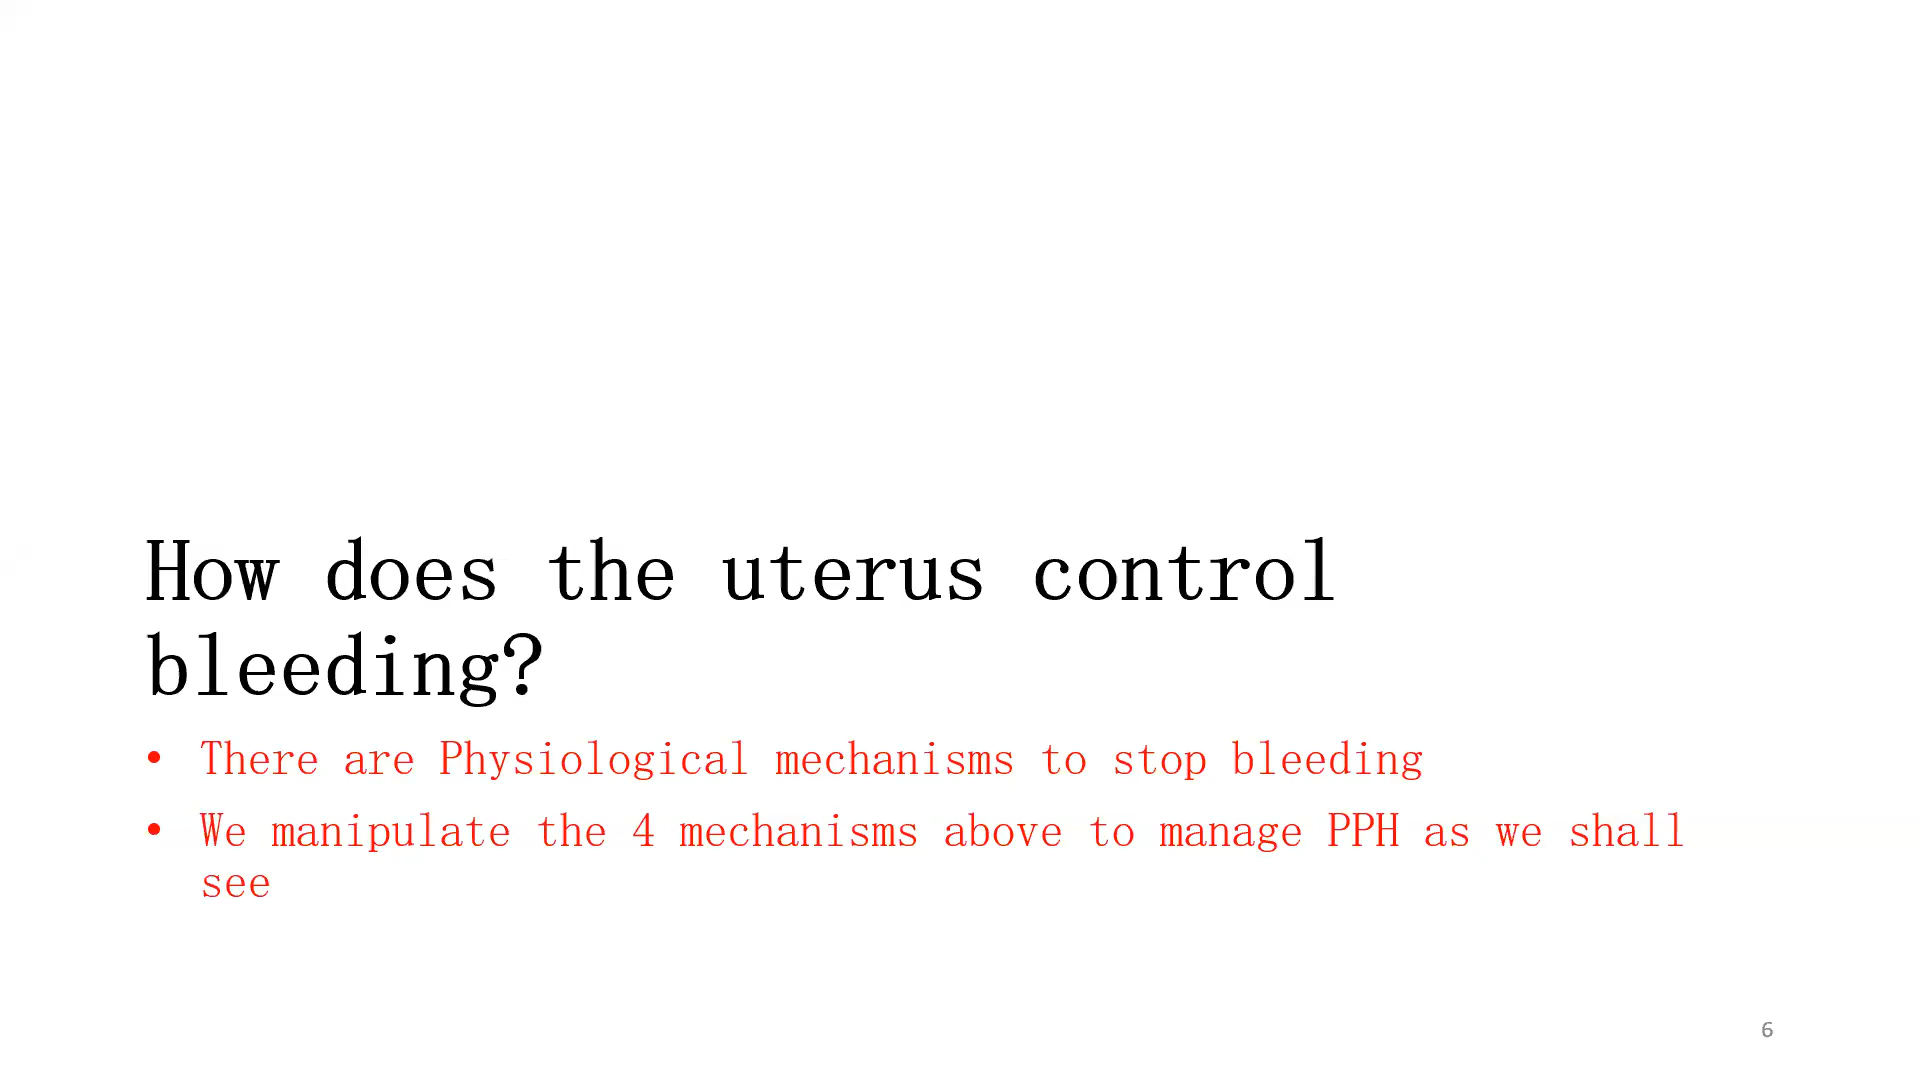 How does the uterus control
bleeding?
• There are Physiological mechanisms to stop bleeding
• We manipulate the 4 mechanisms above to manage PPH as we shall
see
6